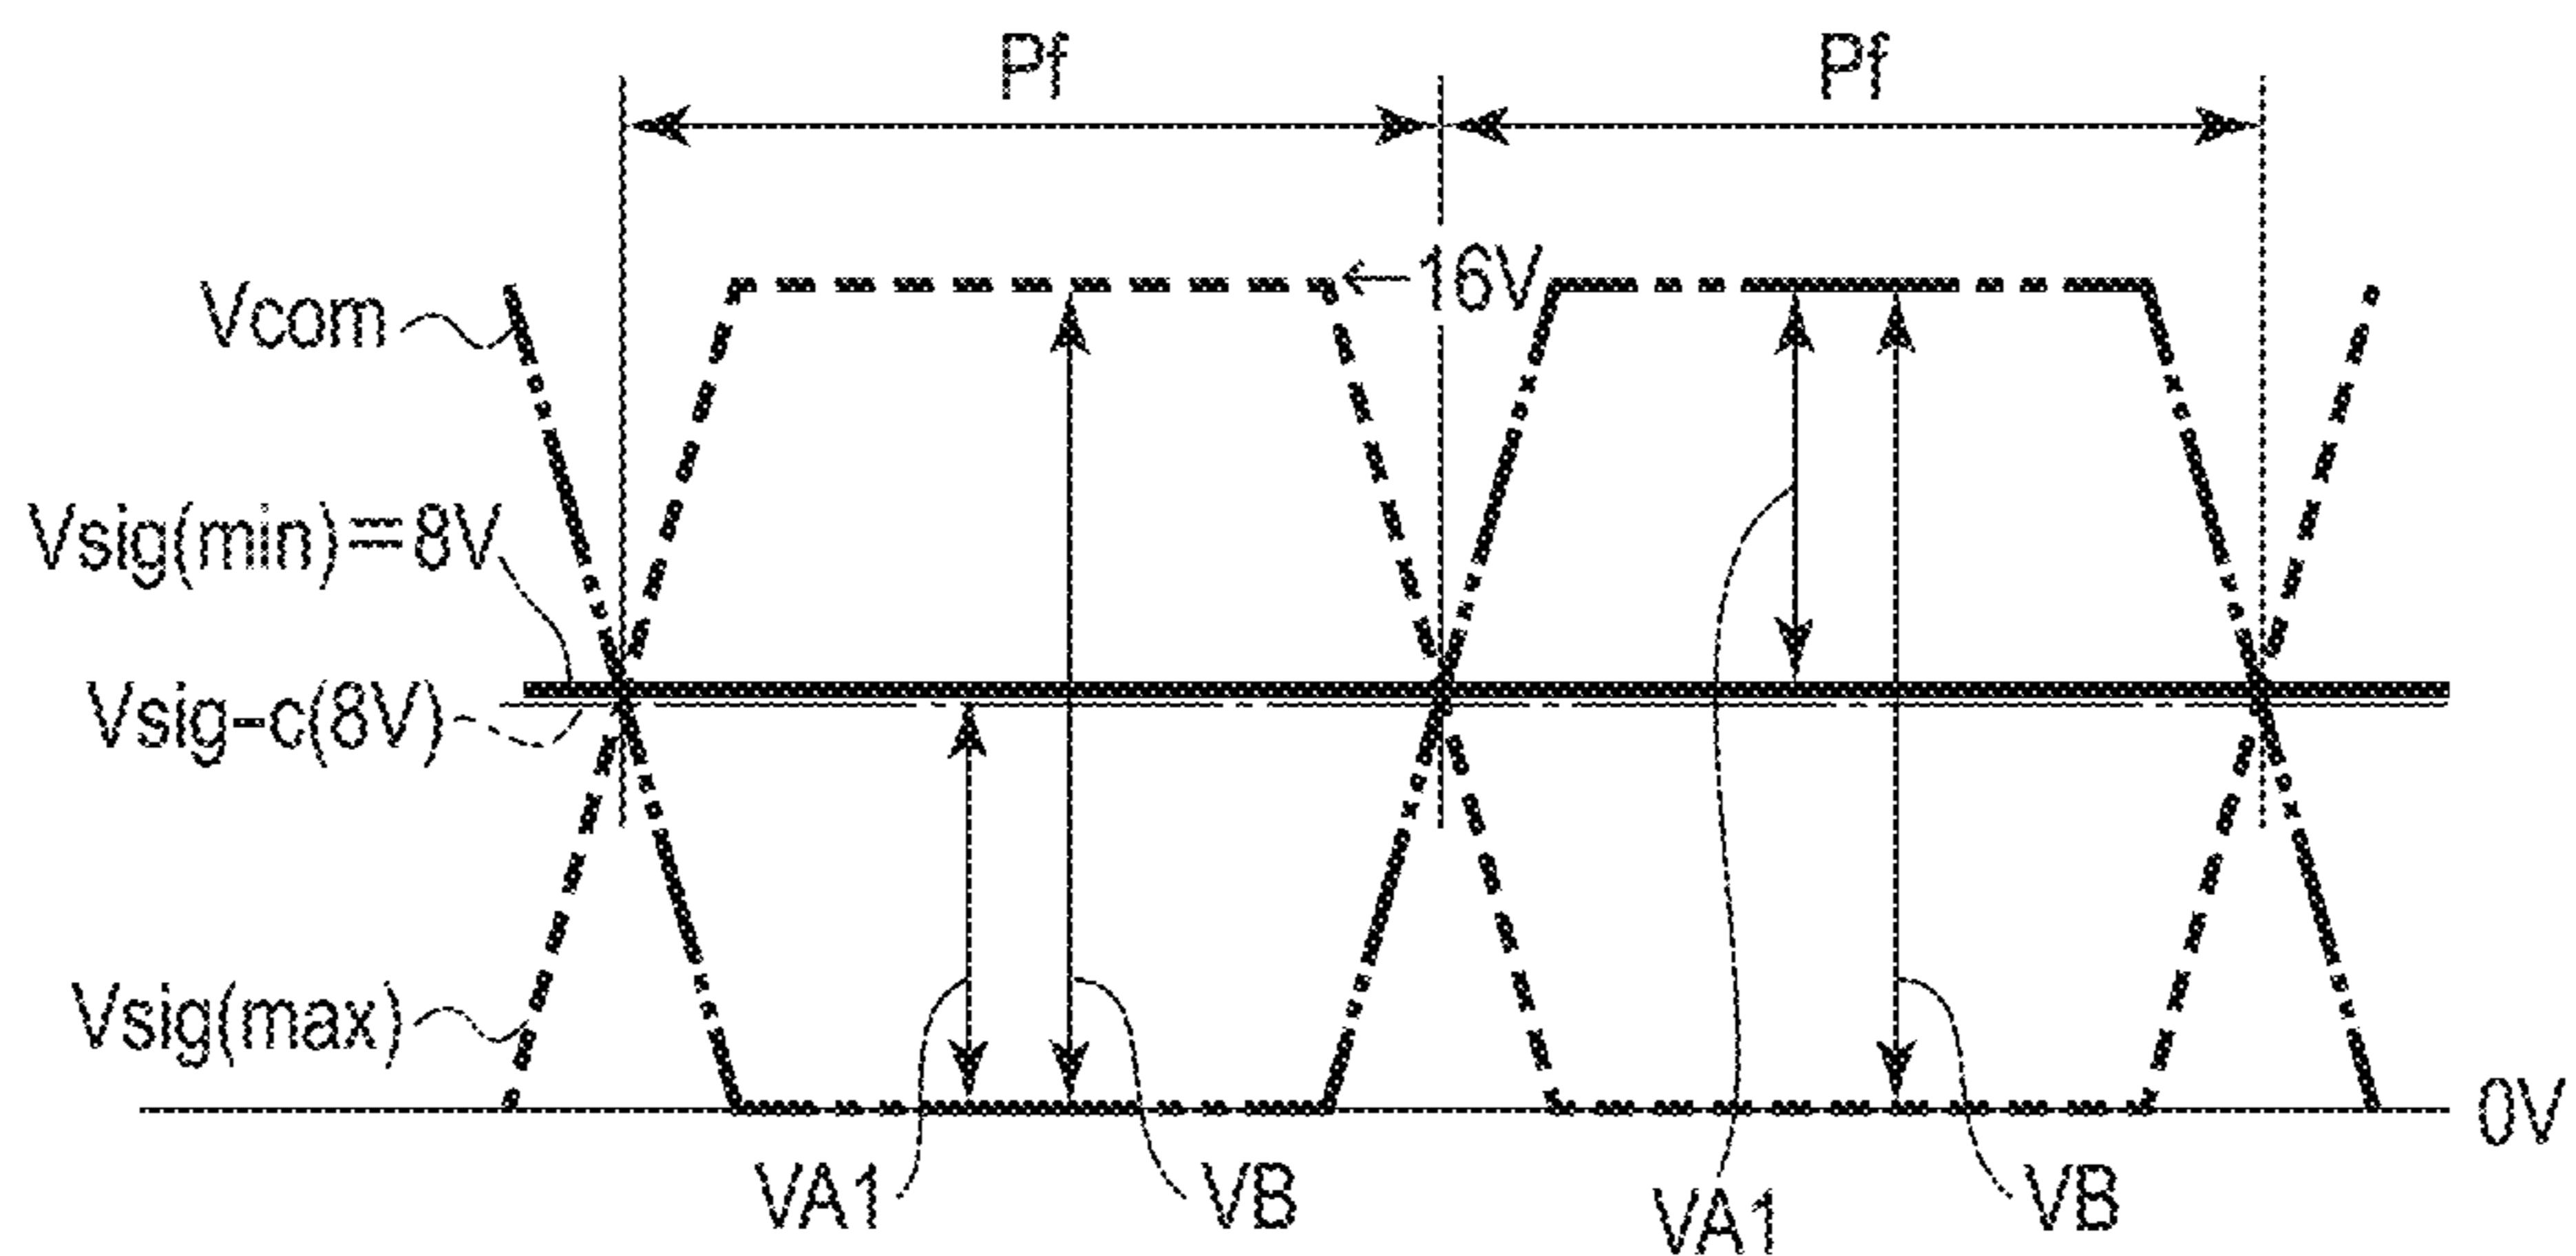 Pf
Pf
16V
Vcom
Vsig(min)=8V
Vsig-c(8V)
Vsig(max)
0V
VA1
VB
VA1
VB